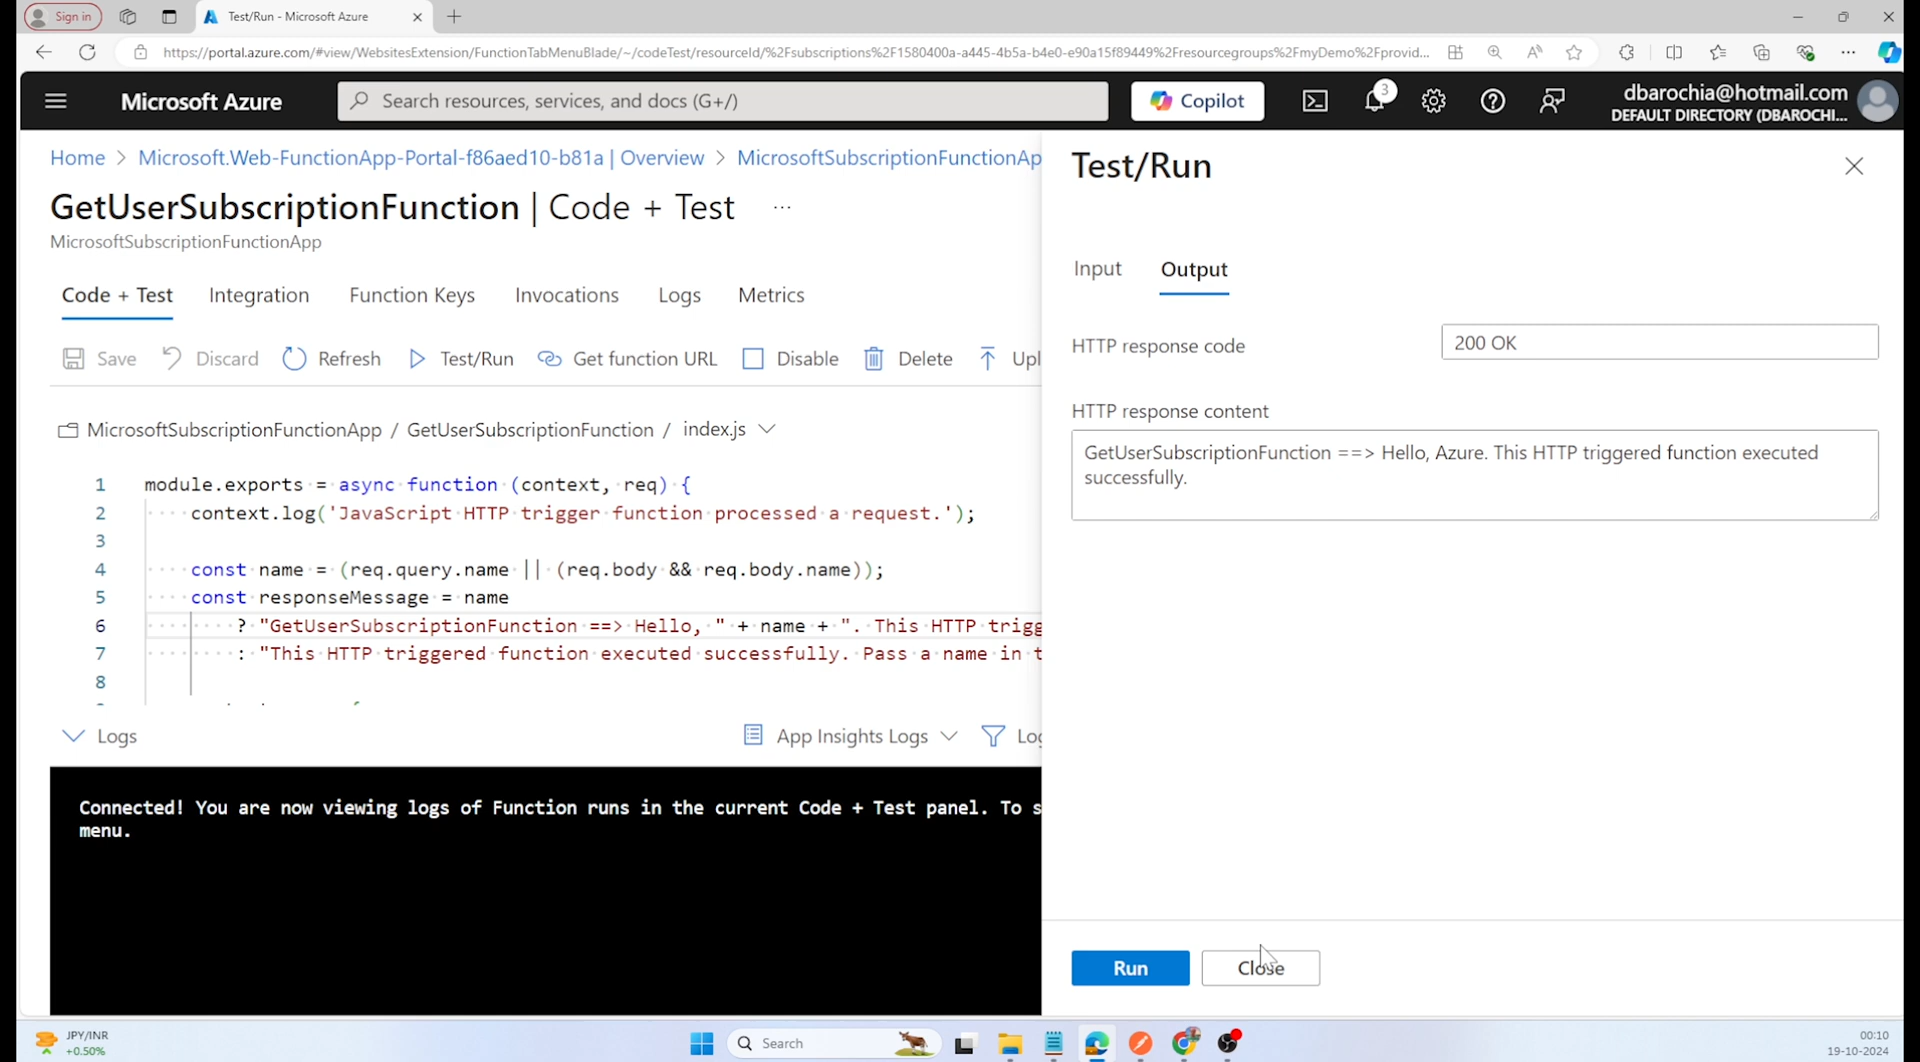 Sign in
Test/Run - Microsoft Azure
https://portal.azure.com/#view/WebsitesExtension/FunctionTabMenuBlade/~/codeTest/resourceId/%2Fsubscriptions%2F1580400a-a445-4b5a-b4e0-e90a15f89449%2Fresourcegroups%2FmyDemo%2Fprovid...
Microsoft Azure
Search resources, services, and docs (G+/)
Copilot
3
dbarochia@hotmail.com
DEFAULT DIRECTORY (DBAROCHI...
Home > Microsoft.Web-FunctionApp-Portal-f86aed10-b81a | Overview > MicrosoftSubscriptionFunctionAp
GetUserSubscriptionFunction | Code + Test ...
MicrosoftSubscriptionFunctionApp
Code + Test Integration Function Keys Invocations Logs Metrics
Save Discard Refresh Test/Run Get function URL Disable Delete Upl
MicrosoftSubscriptionFunctionApp / GetUserSubscriptionFunction / index.js
1 module.exports = async function (context, req) {
2 context.log('JavaScript HTTP trigger function processed a request.');
3
4 const name = (req.query.name || (req.body && req.body.name));
5 const responseMessage = name
6 ? "GetUserSubscriptionFunction ==> Hello, " + name + ". This HTTP trigg
7 : "This HTTP triggered function executed successfully. Pass a name in t
8
Logs
App Insights Logs
Log
Connected! You are now viewing logs of Function runs in the current Code + Test panel. To s
menu.
Test/Run
Input Output
HTTP response code
200 OK
HTTP response content
GetUserSubscriptionFunction ==> Hello, Azure. This HTTP triggered function executed
successfully.
Run
Close
JPY/INR
+0.50%
Search
00:10
19-10-2024